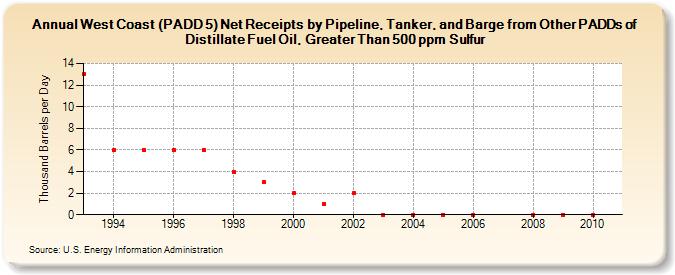 Annual West Coast (PADD 5) Net Receipts by Pipeline, Tanker, and Barge from Other PADDs of
Distillate Fuel Oil, Greater Than 500 ppm Sulfur
Thousand Barrels per Day
14
12
10
8
6
4
2
0
1994 1996 1998 2000 2002 2004 2006 2008 2010
Source: U.S. Energy Information Administration